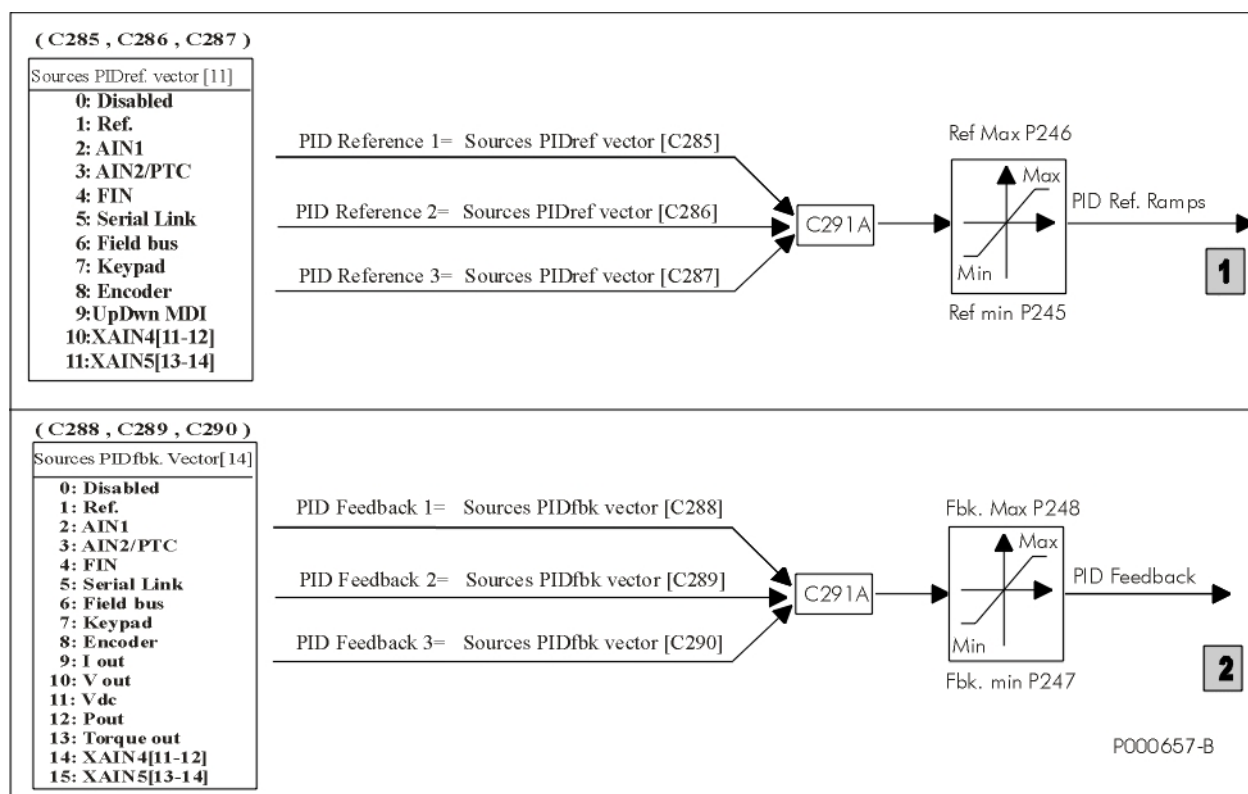 ( C285 , C286 , C287 )
Sources PIDref. vector [11]
0: Disabled
1: Ref.
2: AIN1
3: AIN2/PTC
4: FIN
5: Serial Link
6: Field bus
7: Keypad
8: Encoder
9:UpDwn MDI
10:XAIN4[11-12]
11:XAIN5[13-14]
PID Reference 1= Sources PIDref vector [C285]
PID Reference 2= Sources PIDref vector [C286]
PID Reference 3= Sources PIDref vector [C287]
C291A
Ref Max P246
Max
Min
Ref min P245
PID Ref. Ramps
1
( C288 , C289 , C290 )
Sources PIDfbk. Vector[14]
0: Disabled
1: Ref.
2: AIN1
3: AIN2/PTC
4: FIN
5: Serial Link
6: Field bus
7: Keypad
8: Encoder
9: I out
10: V out
11: Vdc
12: Pout
13: Torque out
14: XAIN4[11-12]
15: XAIN5[13-14]
PID Feedback 1= Sources PIDfbk vector [C288]
PID Feedback 2= Sources PIDfbk vector [C289]
PID Feedback 3= Sources PIDfbk vector [C290]
C291A
Fbk. Max P248
Max
Min
Fbk. min P247
PID Feedback
2
P000657-B